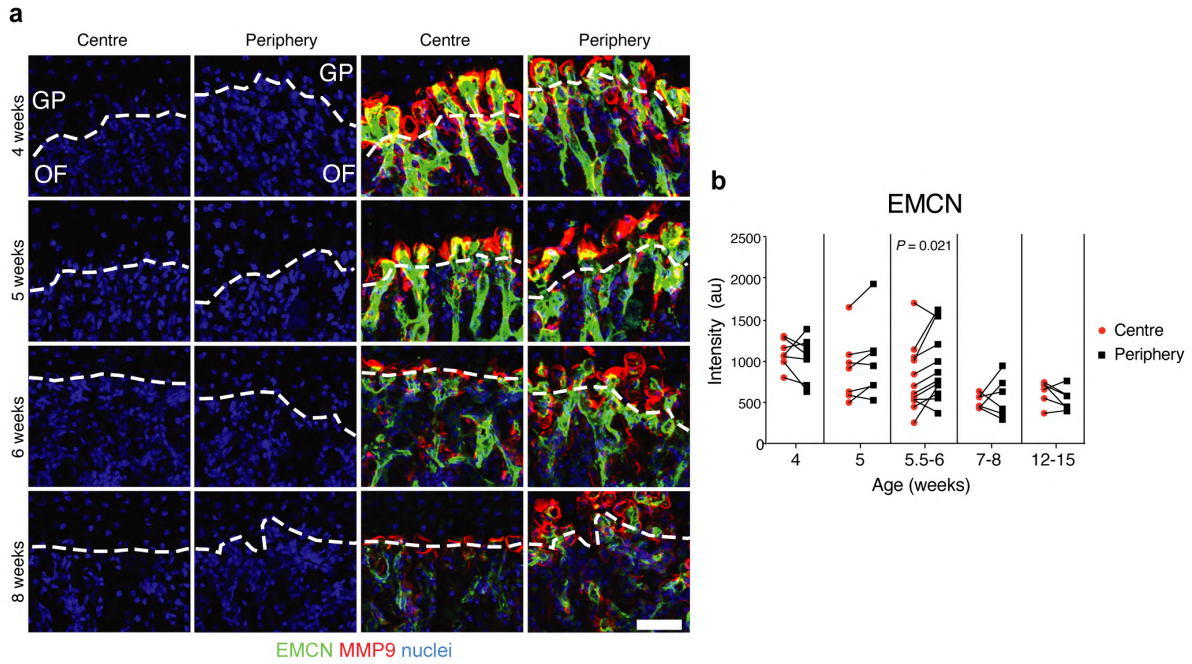 a
Centre Periphery Centre Periphery
4 weeks
GP
OF
GP
OF
5 weeks
6 weeks
8 weeks
EMCN MMP9 nuclei
b
EMCN
P = 0.021
Intensity (au)
2500
2000
1500
1000
500
0
4 5 5.5-6 7-8 12-15
Age (weeks)
Centre
Periphery